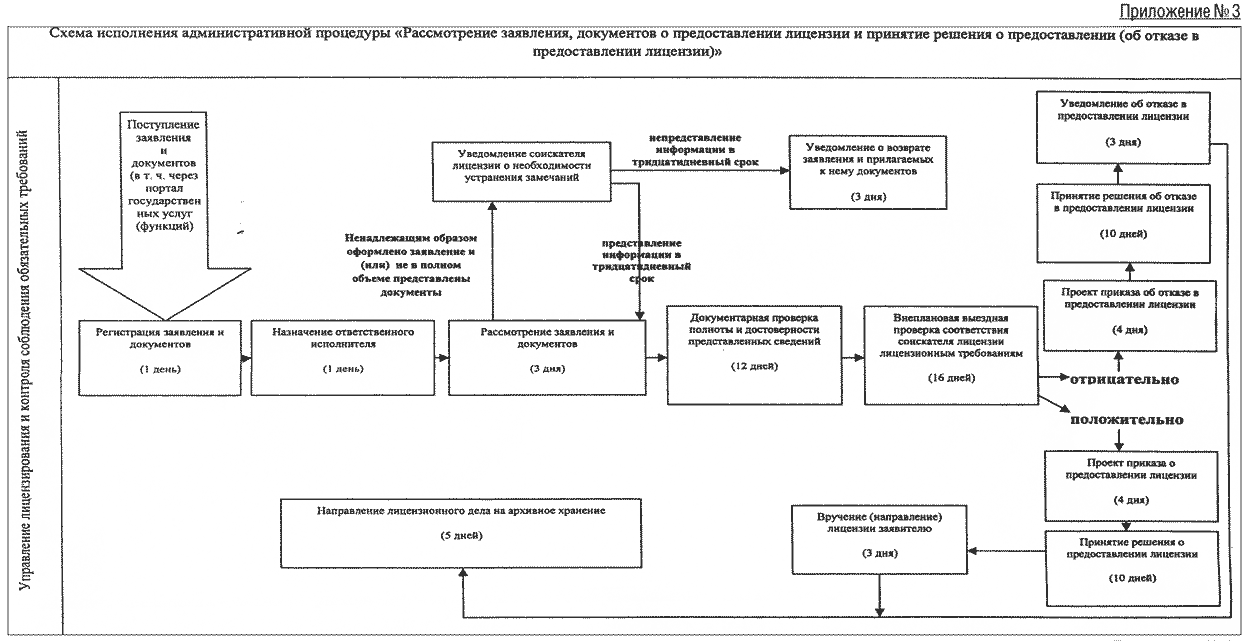 Приложение № 3
Схема исполнения административной процедуры «Рассмотрение заявления, документов о предоставлении лицензии и принятие решения о предоставлении (об отказе в
предоставлении лицензии)»
Управление лицензирования и контроля соблюдения обязательных требований
Поступление
заявления
и
документов
(в т. ч. через
портал
государствен
ных услуг
(функций)
Регистрация заявления и
документов
(1 день)
Назначение ответственного
исполнителя
(1 день)
Рассмотрение заявления и
документов
(3 дня)
Ненадлежащим образом
оформлено заявление и
(или) не в полном
объеме представлены
документы
Уведомление соискателя
лицензии о необходимости
устранения замечаний
непредставление
информации в
тридцатидневный срок
Уведомление о возврате
заявления и прилагаемых
к нему документов
(3 дня)
представление
информации в
тридцатидневный
срок
Документарная проверка
полноты и достоверности
представленных сведений
(12 дней)
Внеплановая выездная
проверка соответствия
соискателя лицензии
лицензионным требованиям
(16 дней)
отрицательно
Проект приказа об отказе в
предоставлении лицензии
(4 дня)
Принятие решения об отказе
в предоставлении лицензии
(10 дней)
Уведомление об отказе в
предоставлении лицензии
(3 дня)
положительно
Проект приказа о
предоставлении лицензии
(4 дня)
Принятие решения о
предоставлении лицензии
(10 дней)
Вручение (направление)
лицензии заявителю
(3 дня)
Направление лицензионного дела на архивное хранение
(5 дней)